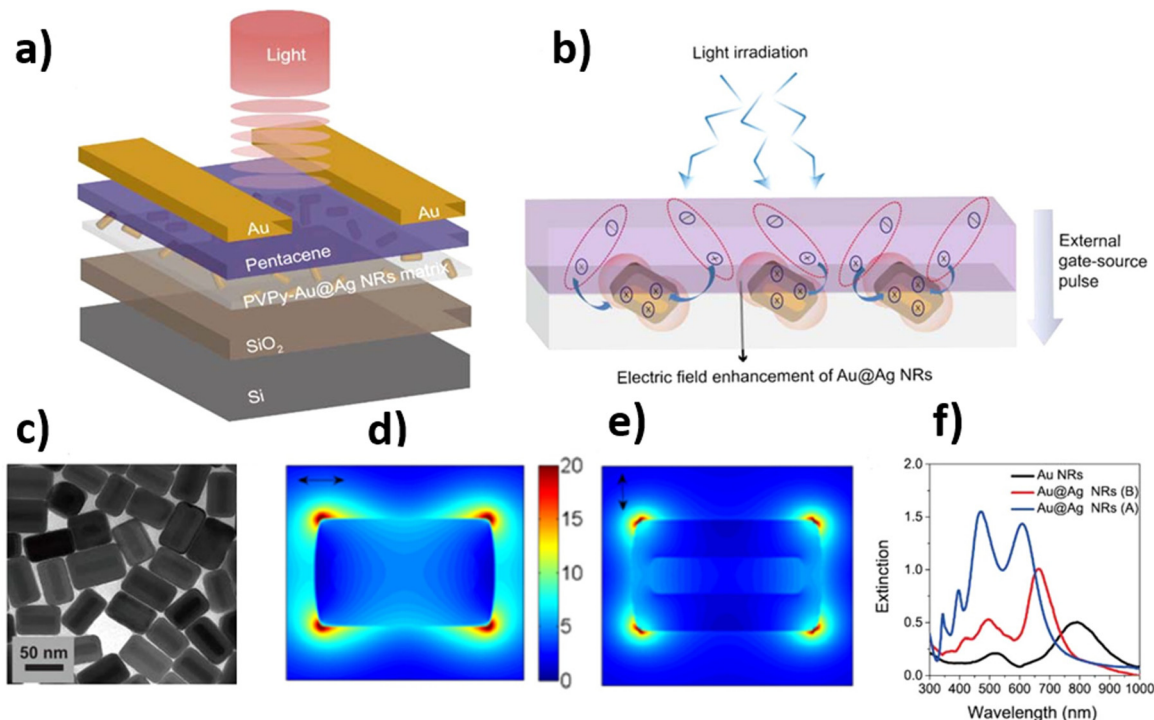 a)
Light
Au
Au
Pentacene
PVPy-Au@Ag NRs matrix
SiO₂
Si
b)
Light irradiation
External
gate-source
pulse
Electric field enhancement of Au@Ag NRs
c)
50 nm
d)
20
15
10
5
0
e)
f)
2.0
1.5
1.0
0.5
0.0
Extinction
Au NRs
Au@Ag NRs (B)
Au@Ag NRs (A)
300 400 500 600 700 800 900 1000
Wavelength (nm)